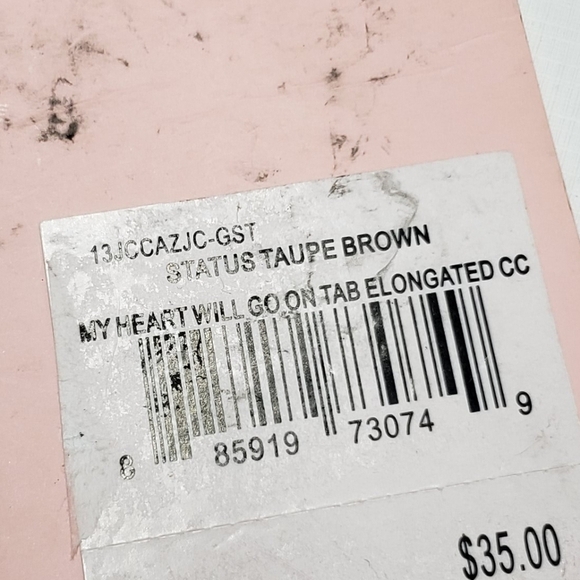 13JCCAZJC-GST
STATUS TAUPE BROWN
MY HEART WILL GO ON TAB ELONGATED CC
8 85919 73074 9
$35.00